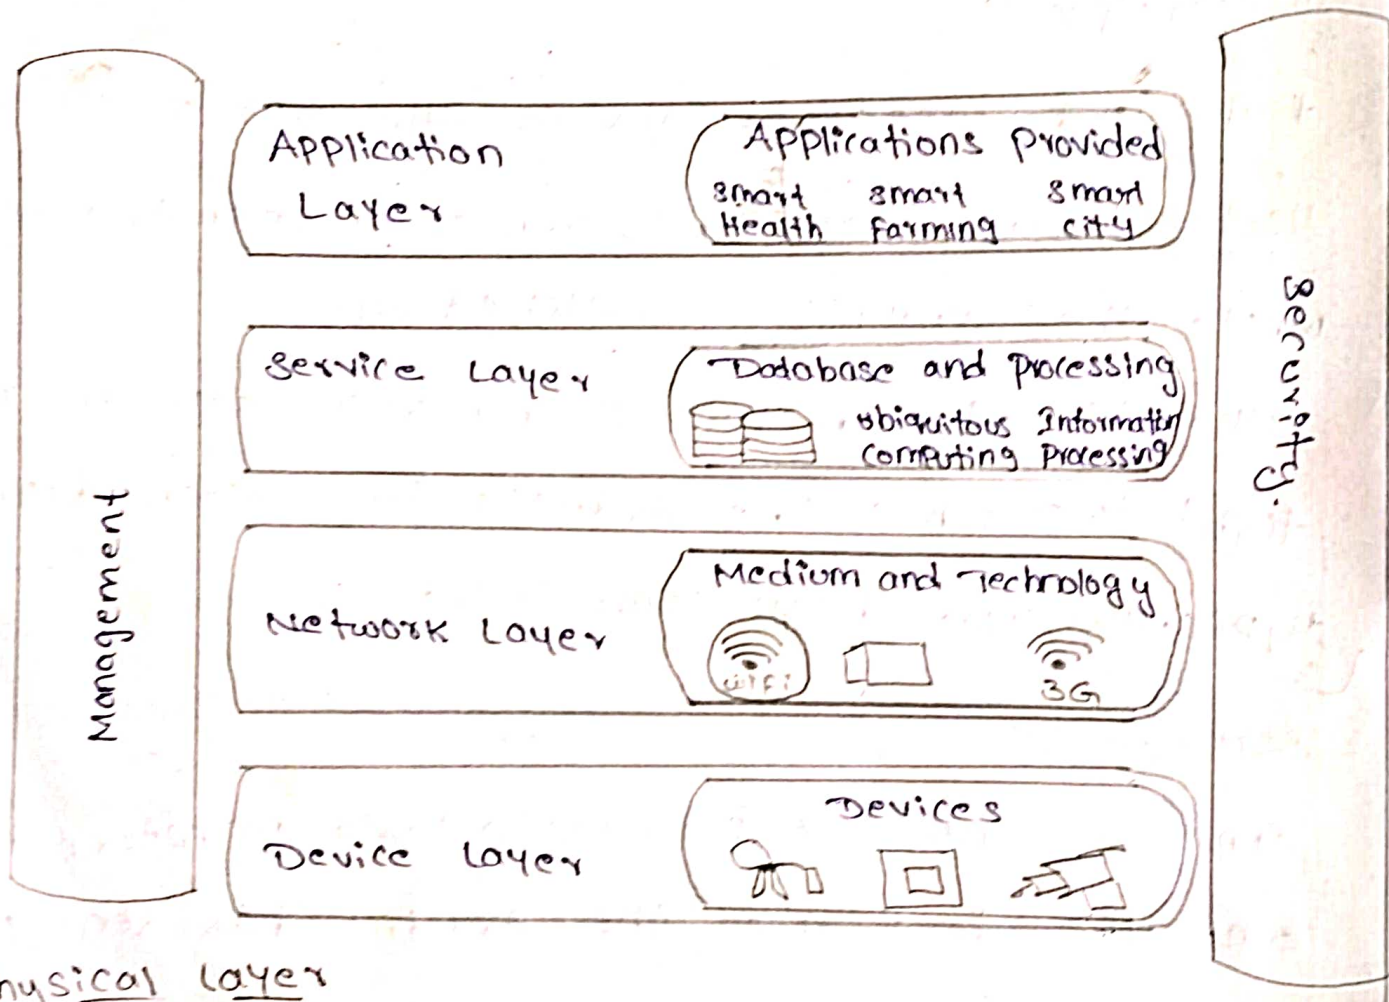 Application
Layer
Applications Provided
Smart Smart Smart
Health Farming city
Service Layer
Database and Processing
Ubiquitous Information
Computing Processing
Network Layer
Medium and Technology
WiFi
3G
Device Layer
Devices
Management
Security.
Layer